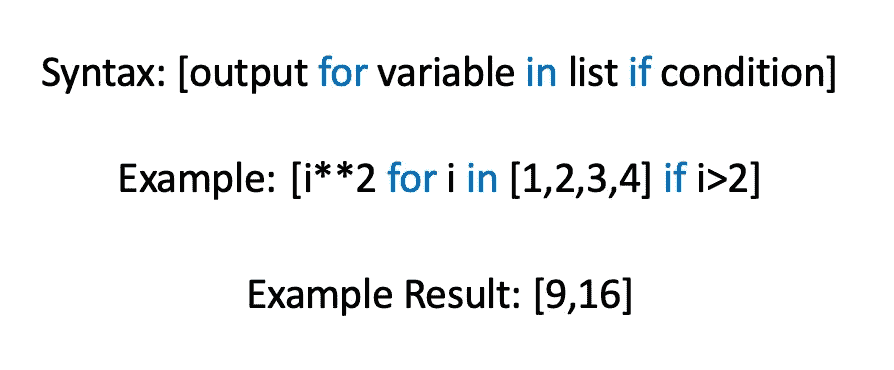 Syntax: [output for variable in list if condition]
Example: [i**2 for i in [1,2,3,4] if i>2]
Example Result: [9,16]